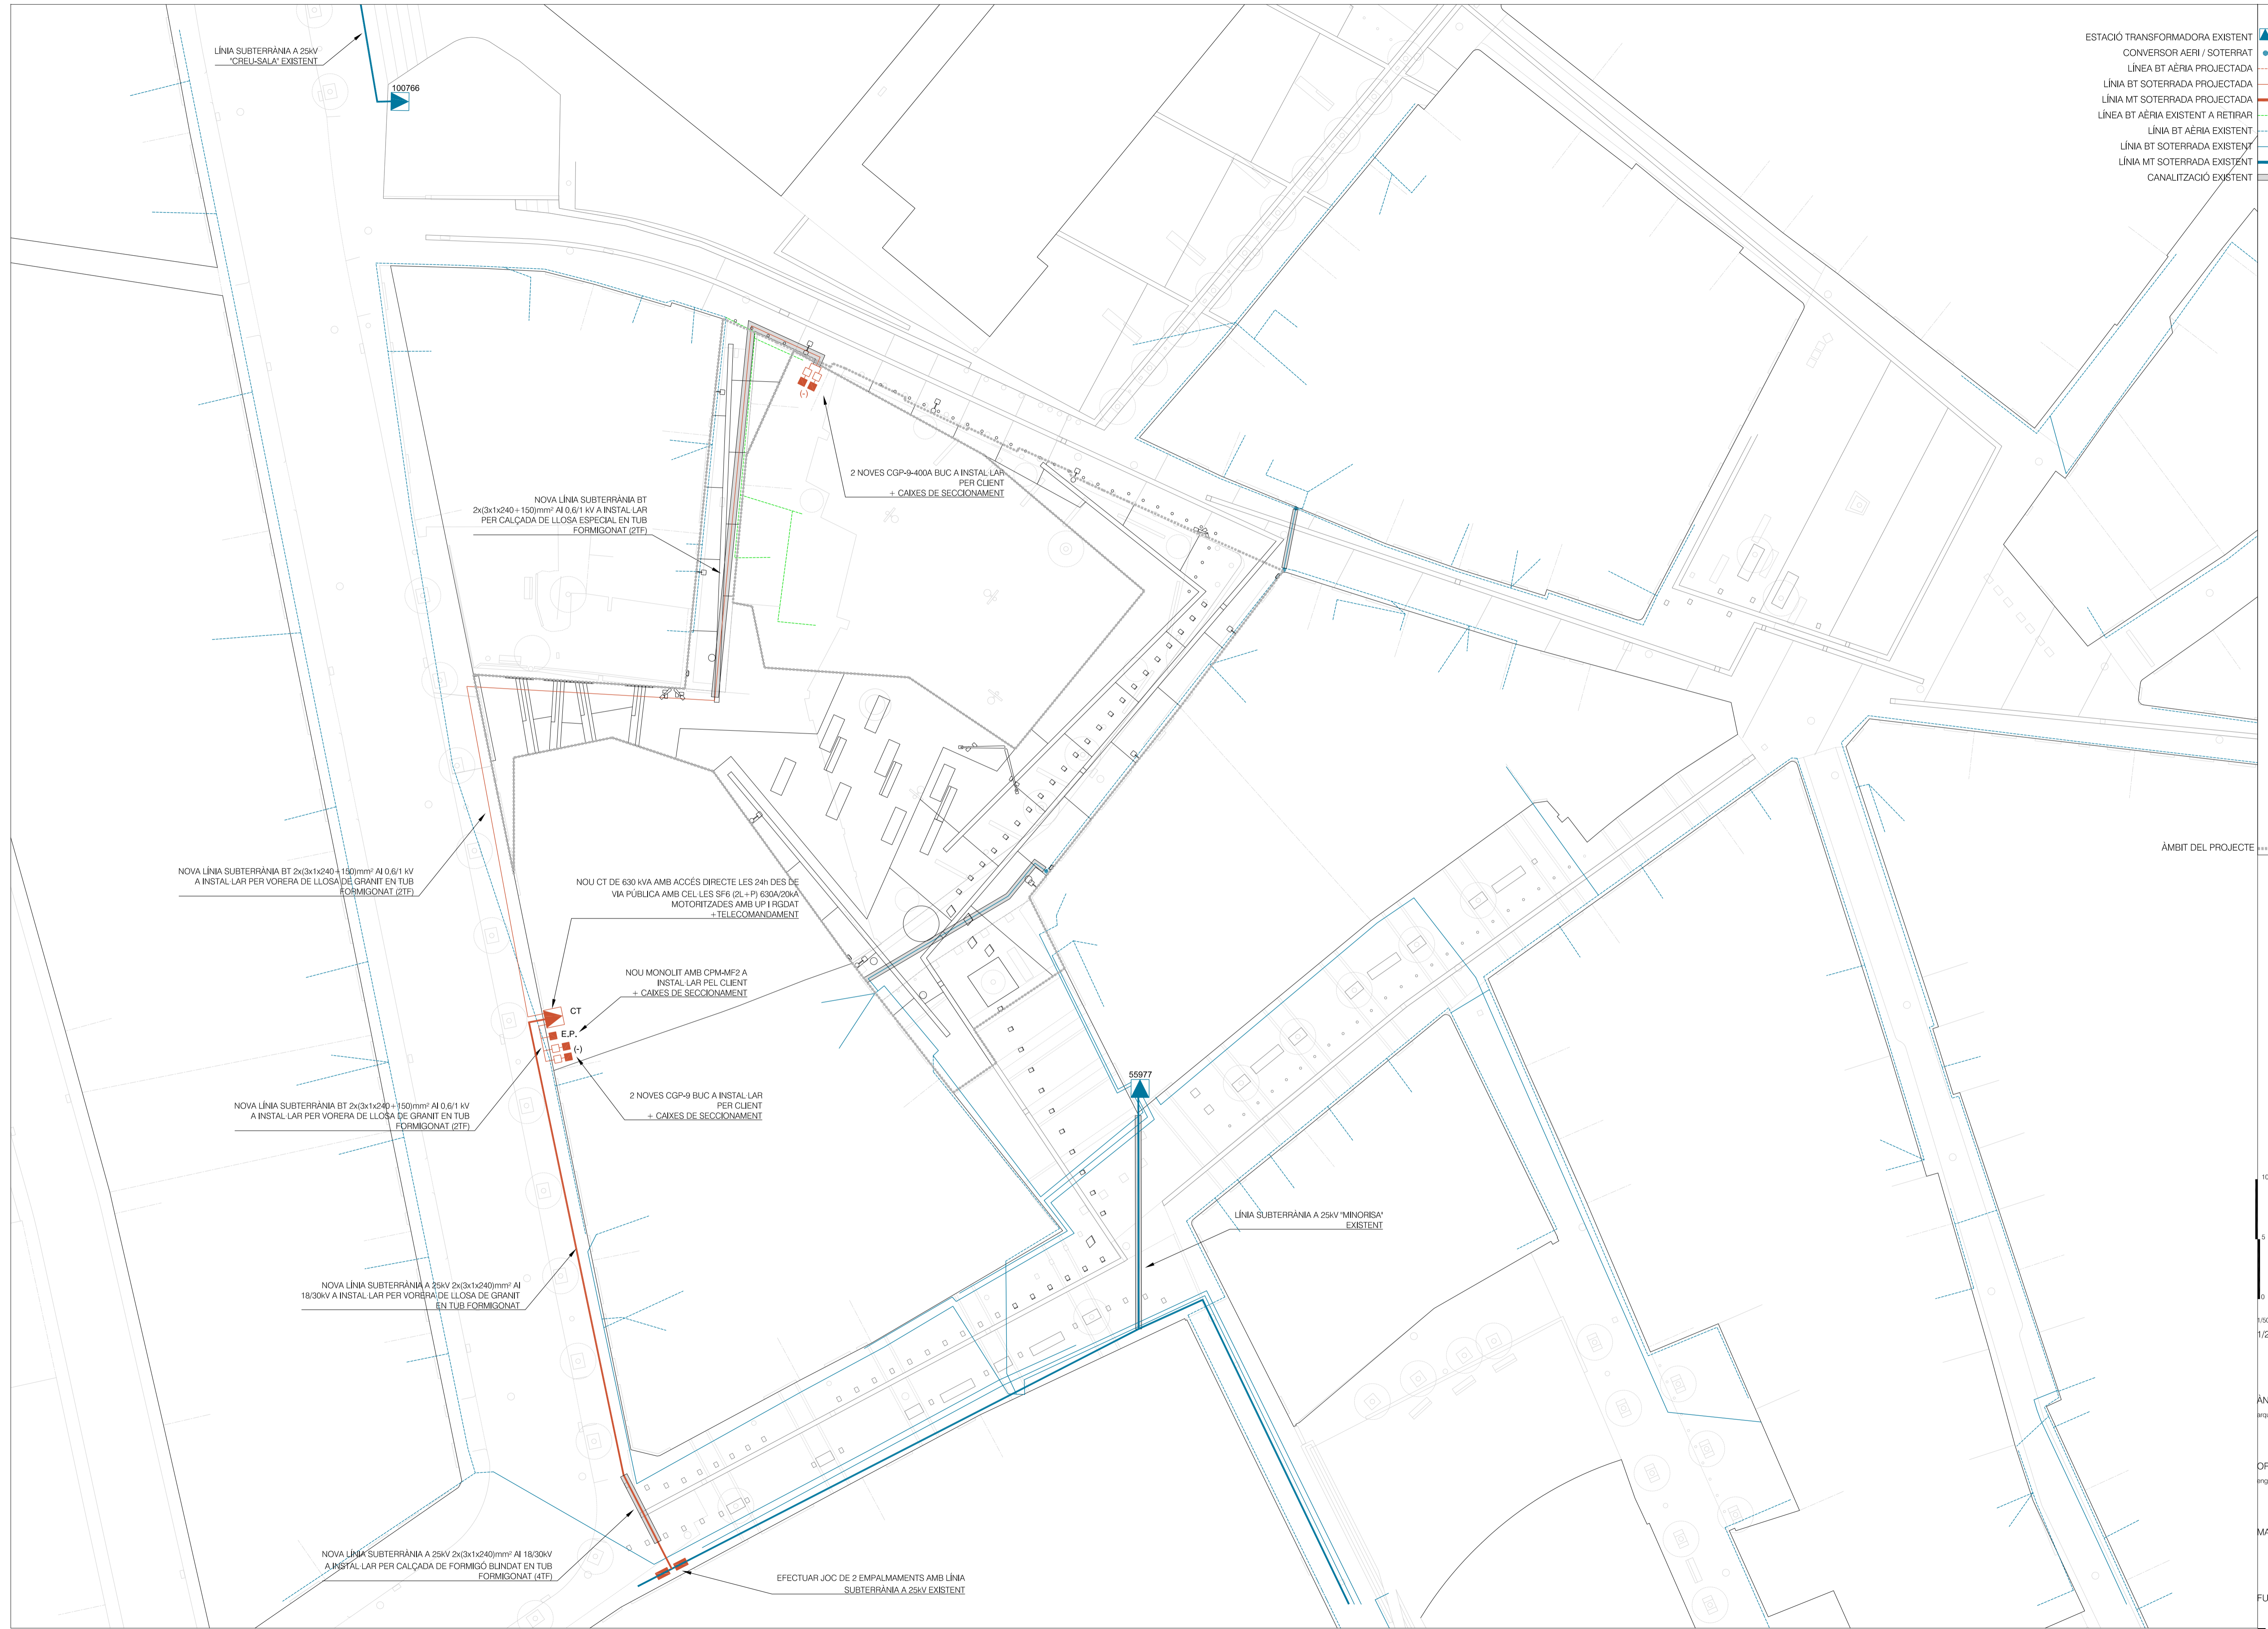 LÍNIA SUBTERRÀNIA A 25kV
"CREU-SALA" EXISTENT
100766
ESTACIÓ TRANSFORMADORA EXISTENT
CONVERSOR AERI / SOTERRAT
LÍNEA BT AÈRIA PROJECTADA
LÍNIA BT SOTERRADA PROJECTADA
LÍNIA MT SOTERRADA PROJECTADA
LÍNEA BT AÈRIA EXISTENT A RETIRAR
LÍNIA BT AÈRIA EXISTENT
LÍNIA BT SOTERRADA EXISTENT
LÍNIA MT SOTERRADA EXISTENT
CANALITZACIÓ EXISTENT
(-)
2 NOVES CGP-9-400A BUC A INSTAL·LAR
PER CLIENT
+ CAIXES DE SECCIONAMENT
NOVA LÍNIA SUBTERRÀNIA BT
2x(3x1x240+150)mm² Al 0,6/1 kV A INSTAL·LAR
PER CALÇADA DE LLOSA ESPECIAL EN TUB
FORMIGONAT (2TF)
ÀMBIT DEL PROJECTE
NOVA LÍNIA SUBTERRÀNIA BT 2x(3x1x240+150)mm² Al 0,6/1 kV
A INSTAL·LAR PER VORERA DE LLOSA DE GRANIT EN TUB
FORMIGONAT (2TF)
NOU CT DE 630 kVA AMB ACCÉS DIRECTE LES 24h DES DE
VIA PÚBLICA AMB CEL·LES SF6 (2L+P) 630A/20kA
MOTORITZADES AMB UP I RGDAT
+TELECOMANDAMENT
NOU MONOLIT AMB CPM-MF2 A
INSTAL·LAR PEL CLIENT
+ CAIXES DE SECCIONAMENT
CT
E.P.
(-)
55977
2 NOVES CGP-9 BUC A INSTAL·LAR
PER CLIENT
+ CAIXES DE SECCIONAMENT
NOVA LÍNIA SUBTERRÀNIA BT 2x(3x1x240+150)mm² Al 0,6/1 kV
A INSTAL·LAR PER VORERA DE LLOSA DE GRANIT EN TUB
FORMIGONAT (2TF)
LÍNIA SUBTERRÀNIA A 25kV "MINORISA"
EXISTENT
NOVA LÍNIA SUBTERRÀNIA A 25kV 2x(3x1x240)mm² Al
18/30kV A INSTAL·LAR PER VORERA DE LLOSA DE GRANIT
EN TUB FORMIGONAT
NOVA LÍNIA SUBTERRÀNIA A 25kV 2x(3x1x240)mm² Al 18/30kV
A INSTAL·LAR PER CALÇADA DE FORMIGÓ BLINDAT EN TUB
FORMIGONAT (4TF)
EFECTUAR JOC DE 2 EMPALMAMENTS AMB LÍNIA
SUBTERRÀNIA A 25kV EXISTENT
10
5
0